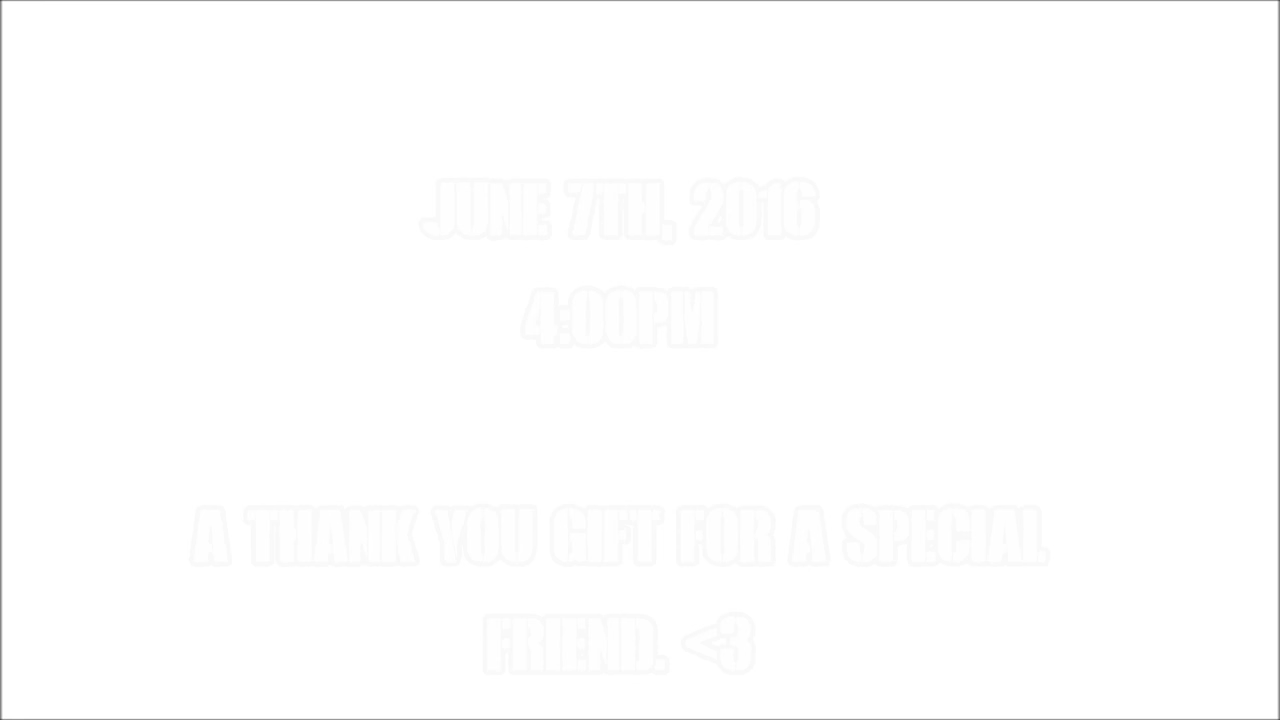 JUNE 7TH, 2016
4:00PM
A THANK YOU GIFT FOR A SPECIAL
FRIEND. <3